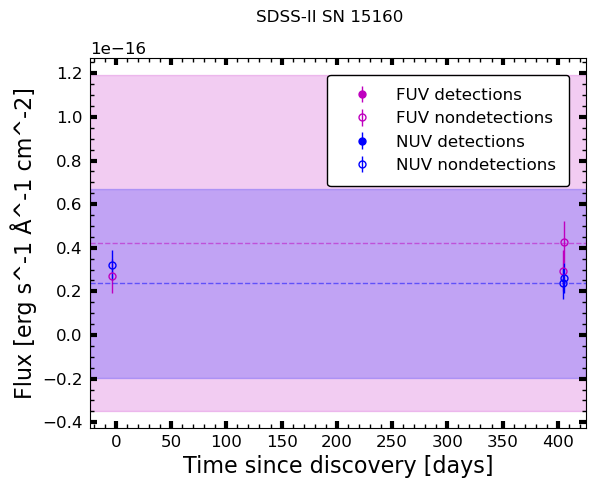 SDSS-II SN 15160
1e−16
1.2
1.0
0.8
0.6
0.4
0.2
0.0
−0.2
−0.4
Flux [erg s^-1 Å^-1 cm^-2]
FUV detections
FUV nondetections
NUV detections
NUV nondetections
0 50 100 150 200 250 300 350 400
Time since discovery [days]